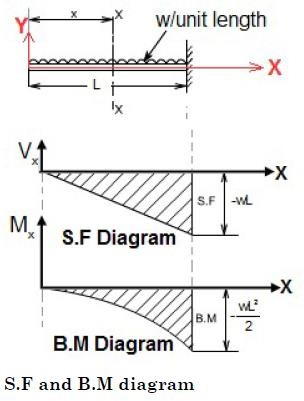 x X w/unit length
Y
X
L
'X
Vx
X
S.F -wL
S.F Diagram
Mx
X
B.M -wL²/2
B.M Diagram
S.F and B.M diagram